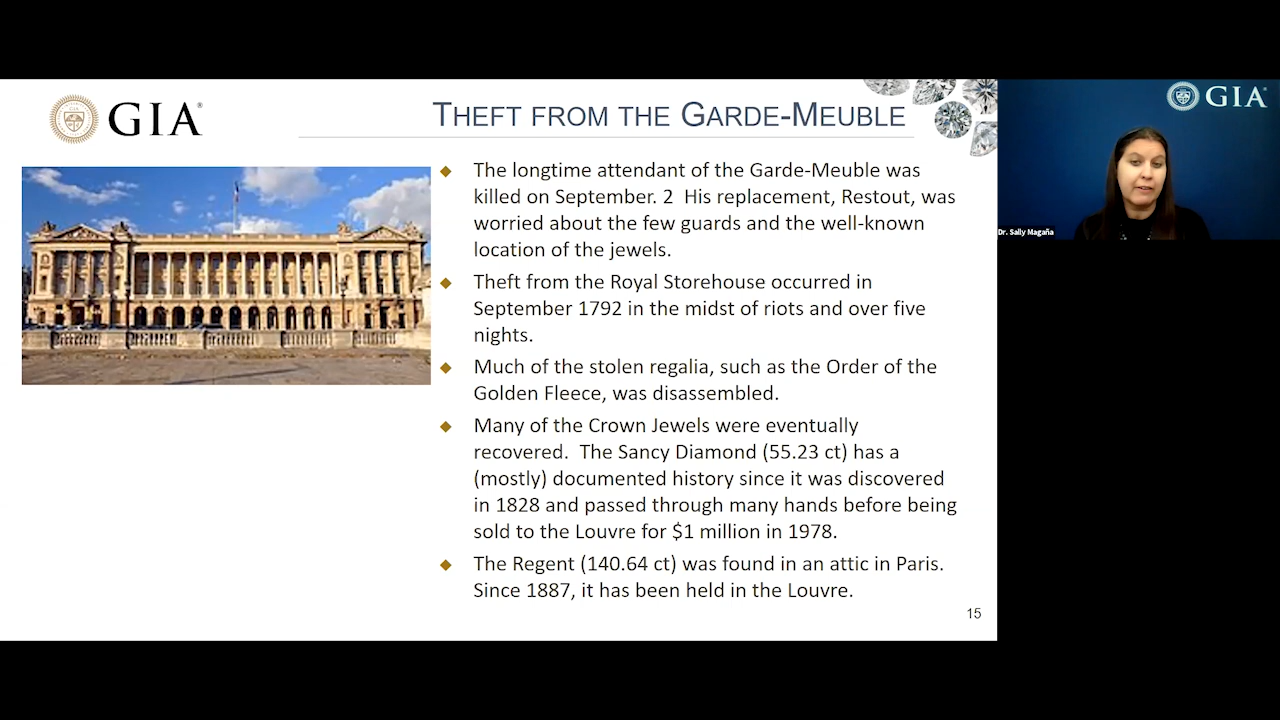 GIA®
THEFT FROM THE GARDE-MEUBLE
The longtime attendant of the Garde-Meuble was
killed on September. 2  His replacement, Restout, was
worried about the few guards and the well-known
location of the jewels.
Theft from the Royal Storehouse occurred in
September 1792 in the midst of riots and over five
nights.
Much of the stolen regalia, such as the Order of the
Golden Fleece, was disassembled.
Many of the Crown Jewels were eventually
recovered.  The Sancy Diamond (55.23 ct) has a
(mostly) documented history since it was discovered
in 1828 and passed through many hands before being
sold to the Louvre for $1 million in 1978.
The Regent (140.64 ct) was found in an attic in Paris.
Since 1887, it has been held in the Louvre.
15
GIA®
Dr. Sally Magaña